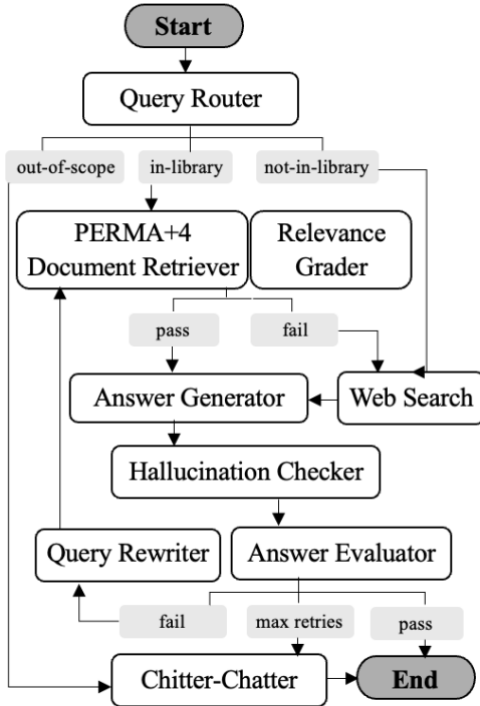 Start
Query Router
out-of-scope
in-library
not-in-library
PERMA+4
Document Retriever
Relevance
Grader
pass
fail
Answer Generator
Web Search
Hallucination Checker
Query Rewriter
Answer Evaluator
fail
max retries
pass
Chitter-Chatter
End